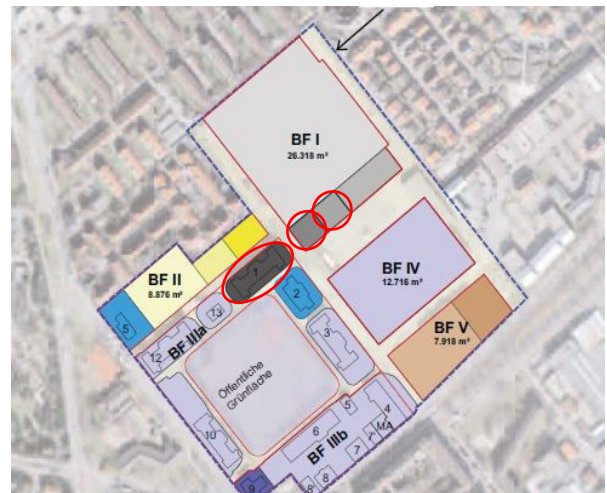 BF I
26.318 m²
BF II
8.876 m²
1
BF IV
12.716 m²
2
5
13
BF IIIa
3
BF V
7.918 m²
12
Öffentliche
Grünfläche
10
5
4
6
MA
BF IIIb
7
8
9
8